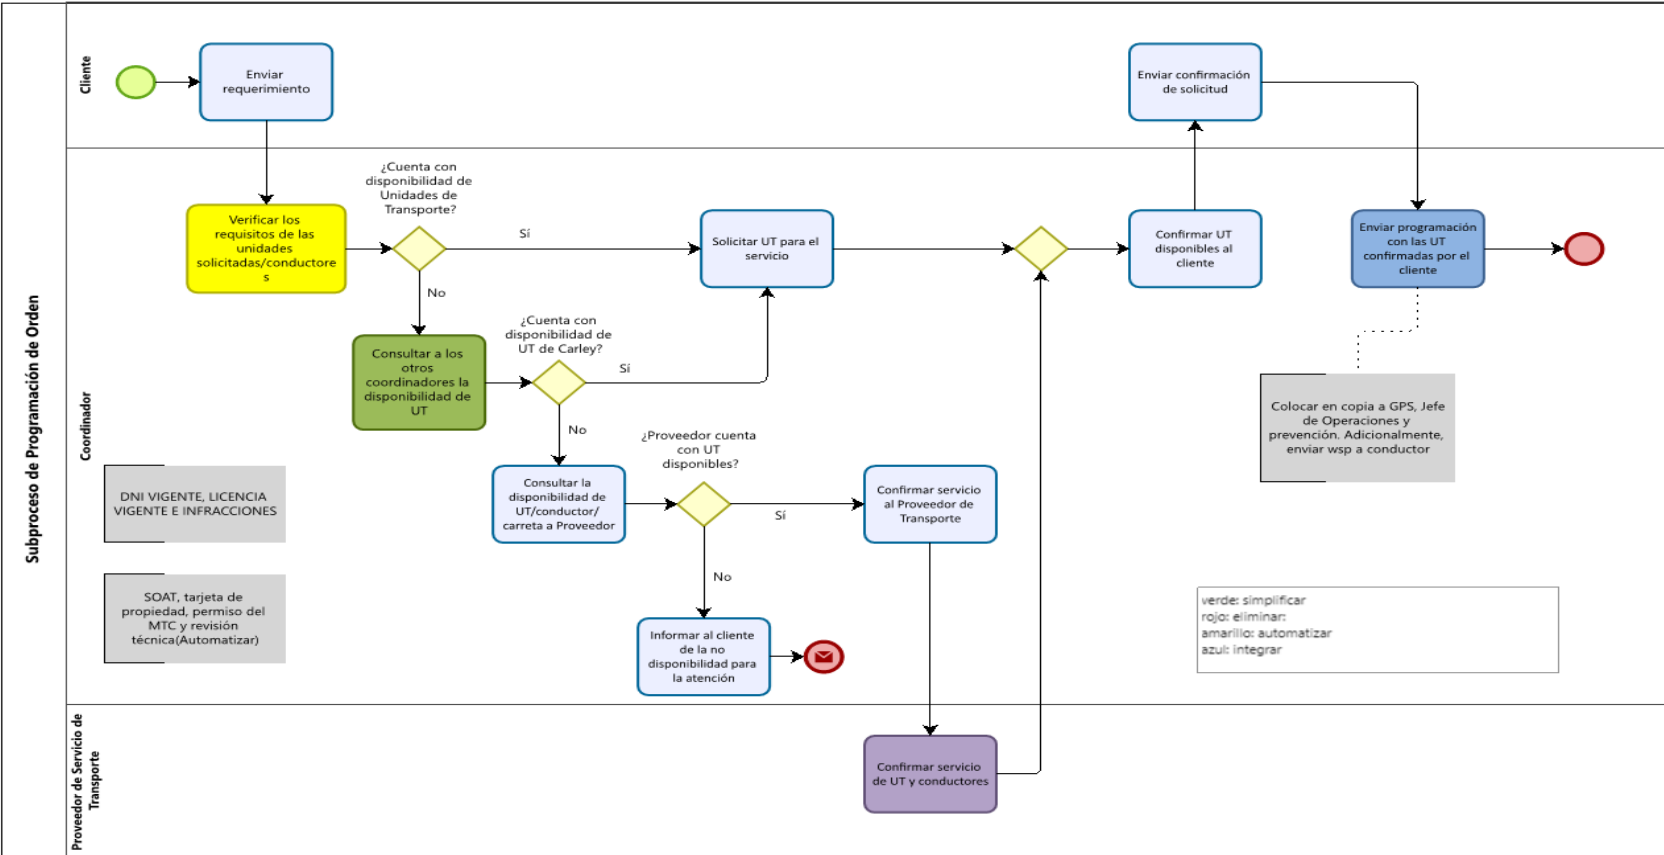 Subproceso de Programación de Orden
Cliente
Enviar
requerimiento
Enviar confirmación
de solicitud
Coordinador
¿Cuenta con
disponibilidad de
Unidades de
Transporte?
Verificar los
requisitos de las
unidades
solicitadas/conductore
s
Sí
No
Solicitar UT para el
servicio
Confirmar UT
disponibles al
cliente
Enviar programación
con las UT
confirmadas por el
cliente
Consultar a los
otros
coordinadores la
disponibilidad de
UT
¿Cuenta con
disponibilidad de
UT de Carley?
Sí
No
Colocar en copia a GPS, Jefe
de Operaciones y
prevención. Adicionalmente,
enviar wsp a conductor
DNI VIGENTE, LICENCIA
VIGENTE E INFRACCIONES
Consultar la
disponibilidad de
UT/conductor/
carreta a Proveedor
¿Proveedor cuenta
con UT
disponibles?
Sí
No
Confirmar servicio
al Proveedor de
Transporte
SOAT, tarjeta de
propiedad, permiso del
MTC y revisión
técnica(Automatizar)
Informar al cliente
de la no
disponibilidad para
la atención
verde: simplificar
rojo: eliminar:
amarillo: automatizar
azul: integrar
Proveedor de Servicio de
Transporte
Confirmar servicio
de UT y conductores